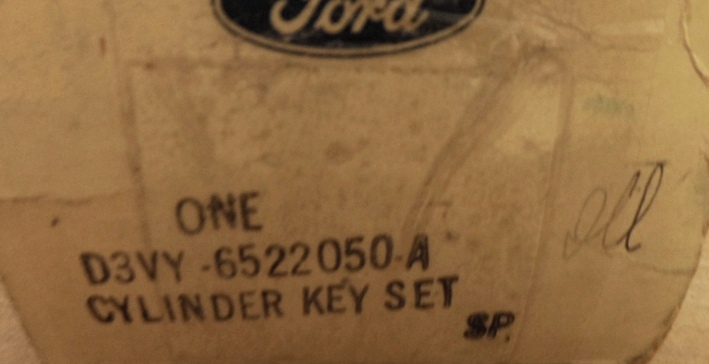 Ford
ONE
D3VY-6522050-A
CYLINDER KEY SET
SP